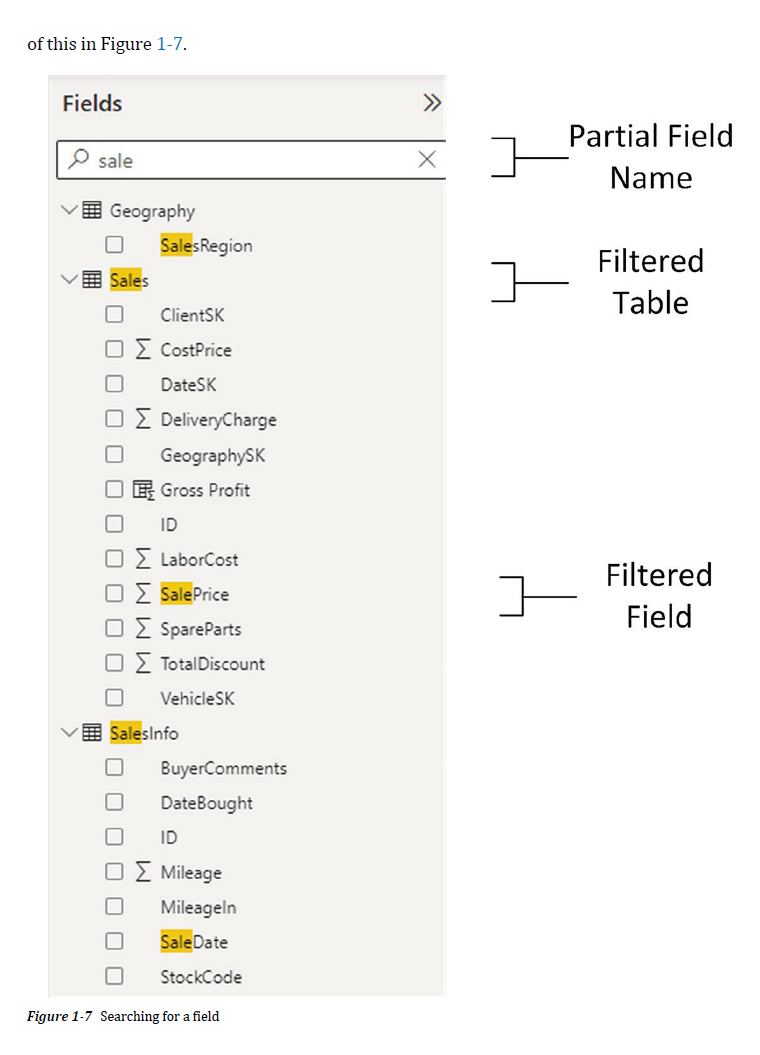 of this in Figure 1-7.
Fields
sale
Partial Field
Name
Geography
SalesRegion
Filtered
Table
Sales
ClientSK
CostPrice
DateSK
DeliveryCharge
GeographySK
Gross Profit
ID
LaborCost
Filtered
Field
SalePrice
SpareParts
TotalDiscount
VehicleSK
SalesInfo
BuyerComments
DateBought
ID
Mileage
MileageIn
SaleDate
StockCode
Figure 1-7 Searching for a field